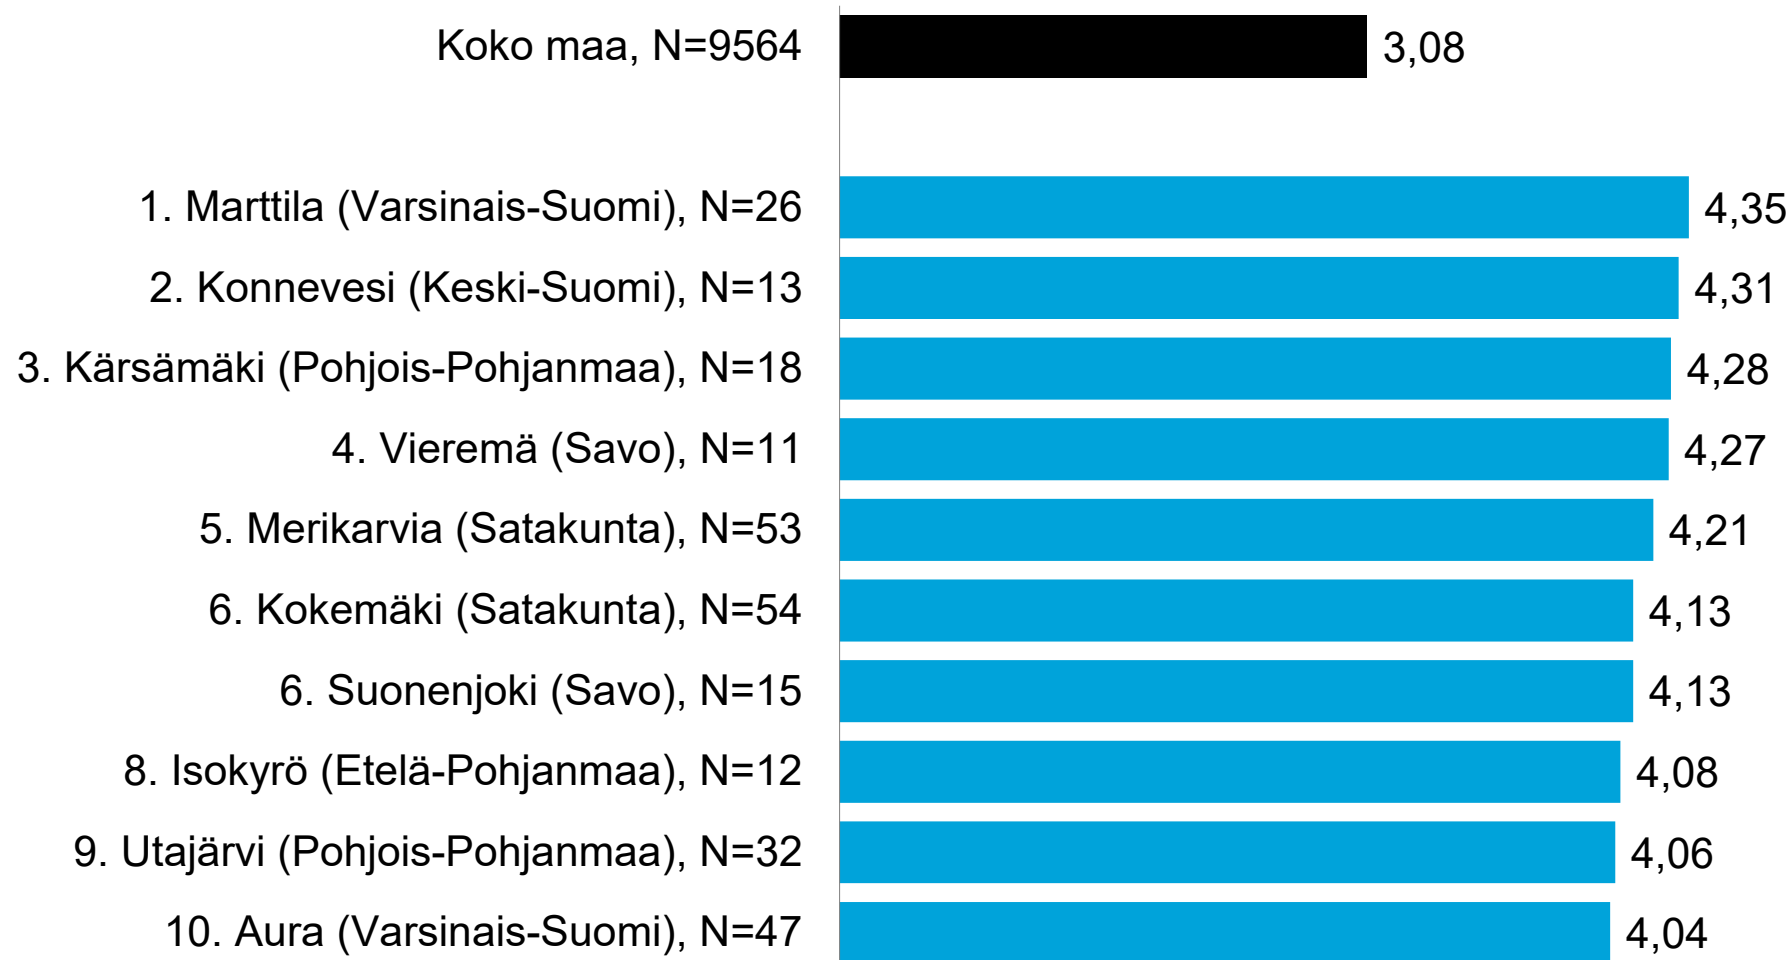 Koko maa, N=9564 3,08
1. Marttila (Varsinais-Suomi), N=26 4,35
2. Konnevesi (Keski-Suomi), N=13 4,31
3. Kärsämäki (Pohjois-Pohjanmaa), N=18 4,28
4. Vieremä (Savo), N=11 4,27
5. Merikarvia (Satakunta), N=53 4,21
6. Kokemäki (Satakunta), N=54 4,13
6. Suonenjoki (Savo), N=15 4,13
8. Isokyrö (Etelä-Pohjanmaa), N=12 4,08
9. Utajärvi (Pohjois-Pohjanmaa), N=32 4,06
10. Aura (Varsinais-Suomi), N=47 4,04